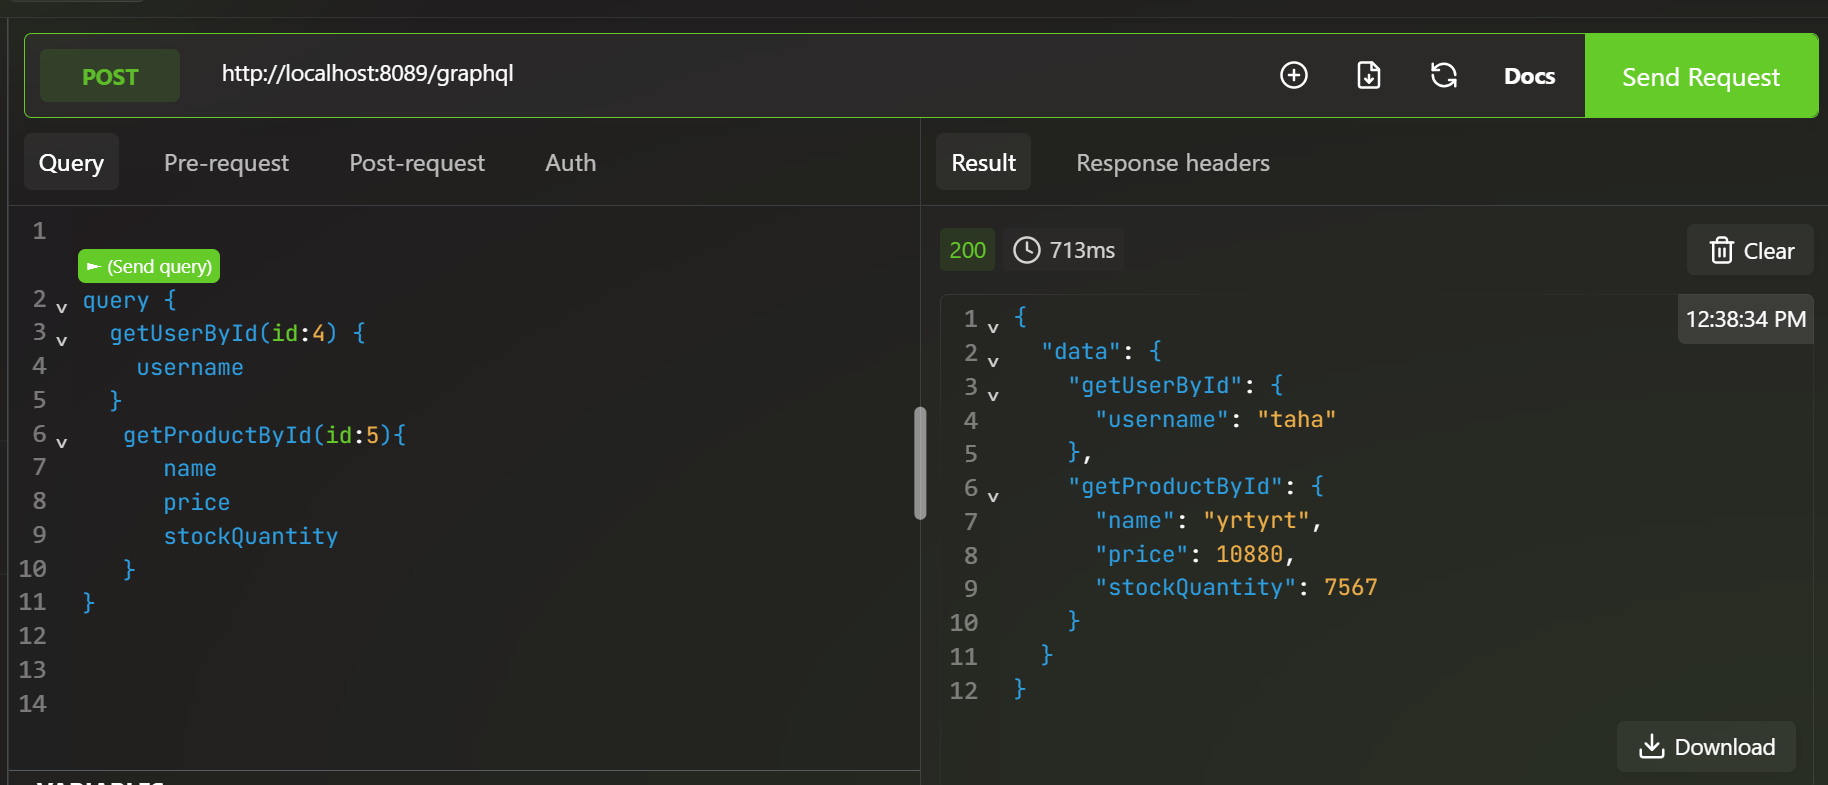 POST http://localhost:8089/graphql Docs Send Request
Query Pre-request Post-request Auth
1
► (Send query)
2 query {
3 getUserById(id:4) {
4 username
5 }
6 getProductById(id:5){
7 name
8 price
9 stockQuantity
10 }
11 }
12
13
14
VARIABLES
Result Response headers
200 713ms Clear
12:38:34 PM
1 {
2 "data": {
3 "getUserById": {
4 "username": "taha"
5 },
6 "getProductById": {
7 "name": "yrtyrt",
8 "price": 10880,
9 "stockQuantity": 7567
10 }
11 }
12 }
Download